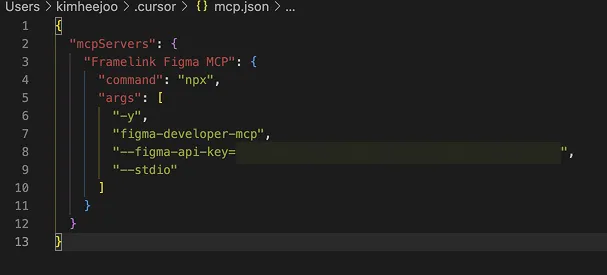 Users > kimheejoo > .cursor > {} mcp.json > ...
1 {
2 "mcpServers": {
3 "Framelink Figma MCP": {
4 "command": "npx",
5 "args": [
6 "-y",
7 "figma-developer-mcp",
8 "--figma-api-key= ",
9 "--stdio"
10 ]
11 }
12 }
13 }